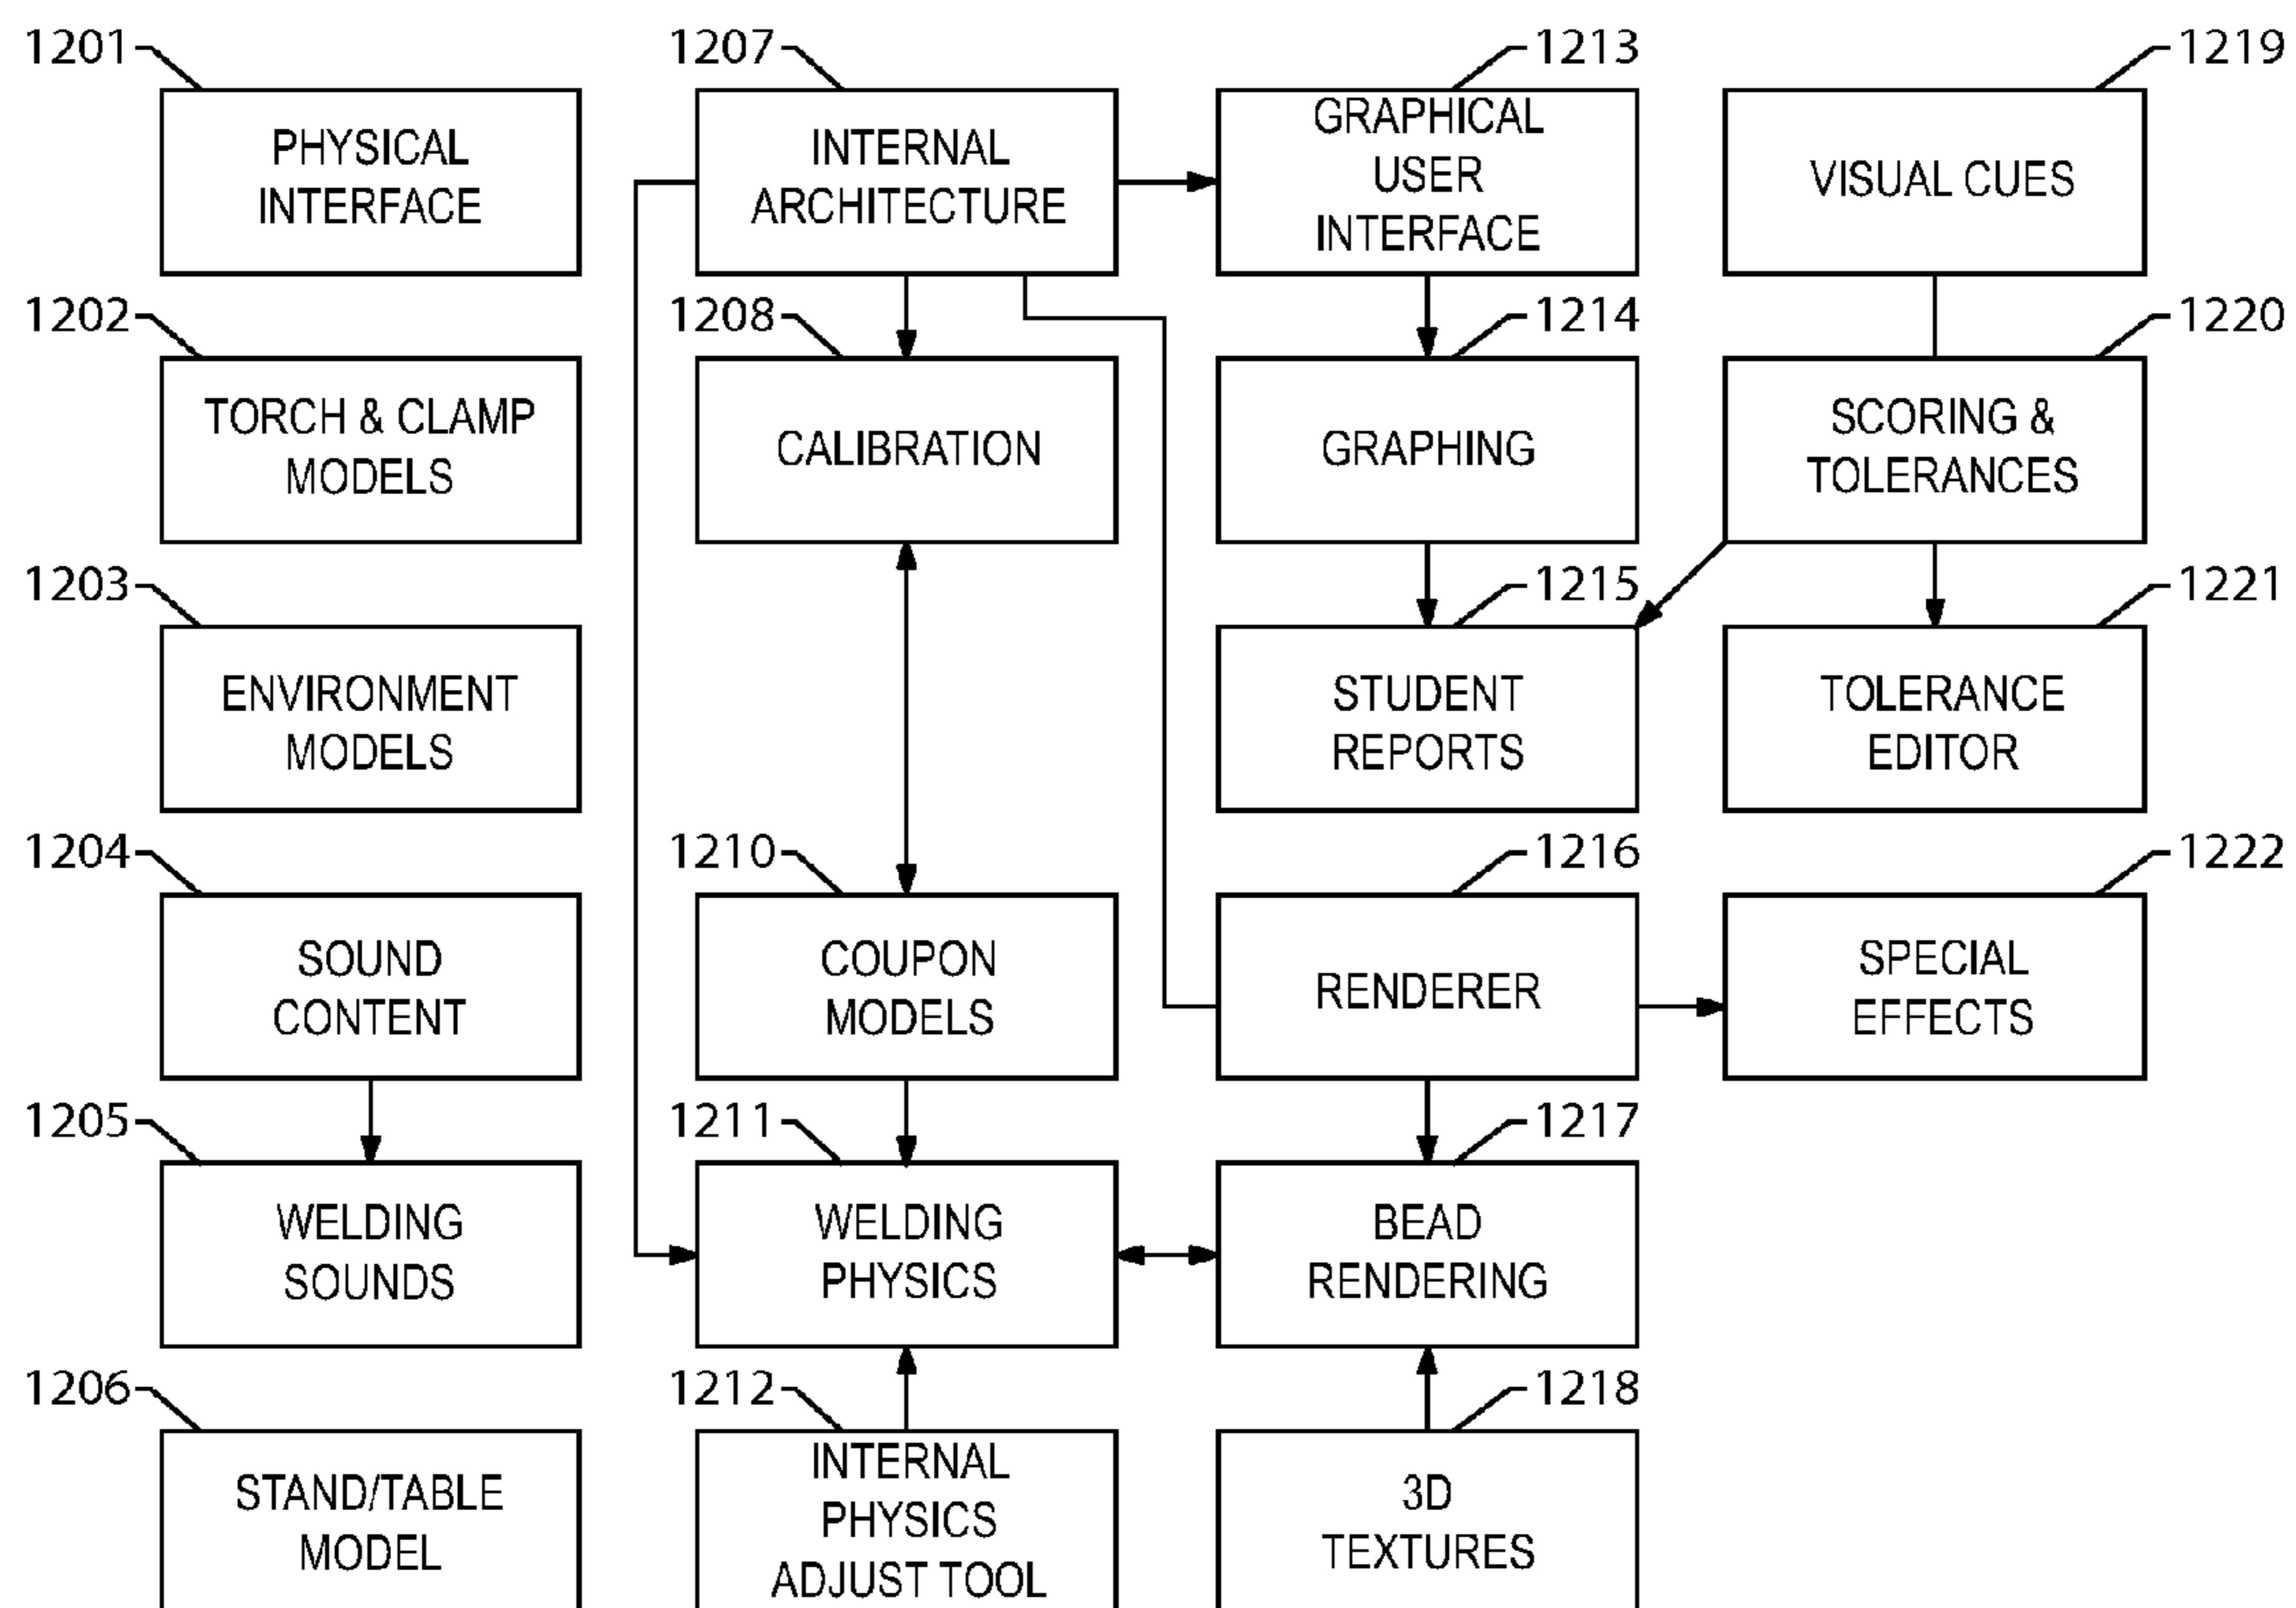 1201
PHYSICAL
INTERFACE
1207
INTERNAL
ARCHITECTURE
1213
GRAPHICAL
USER
INTERFACE
1219
VISUAL CUES
1202
TORCH & CLAMP
MODELS
1208
CALIBRATION
1214
GRAPHING
1220
SCORING &
TOLERANCES
1203
ENVIRONMENT
MODELS
1215
STUDENT
REPORTS
1221
TOLERANCE
EDITOR
1204
SOUND
CONTENT
1210
COUPON
MODELS
1216
RENDERER
1222
SPECIAL
EFFECTS
1205
WELDING
SOUNDS
1211
WELDING
PHYSICS
1217
BEAD
RENDERING
1206
STAND/TABLE
MODEL
1212
INTERNAL
PHYSICS
ADJUST TOOL
1218
3D
TEXTURES